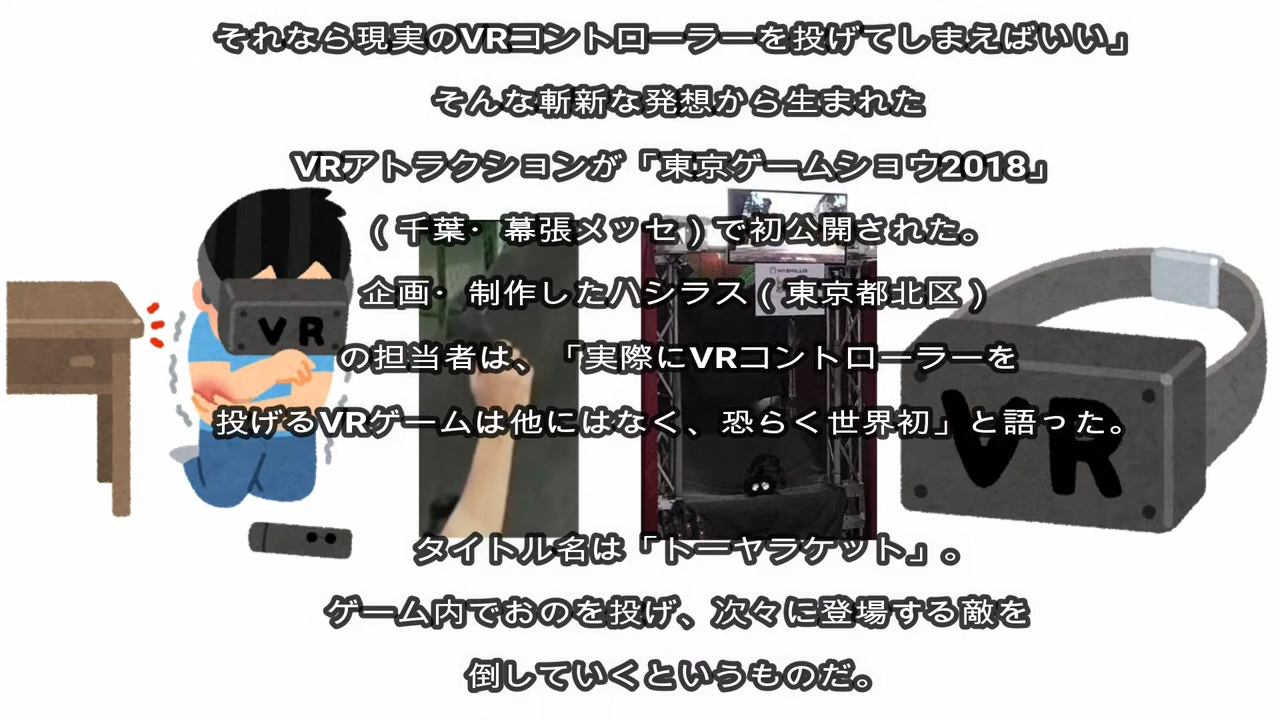 それなら現実のVRコントローラーを投げてしまえばいい」
そんな斬新な発想から生まれた
VRアトラクションが「東京ゲームショウ2018」
(千葉・幕張メッセ)で初公開された。
企画・制作したハシラス(東京都北区)
の担当者は、「実際にVRコントローラーを
投げるVRゲームは他にはなく、恐らく世界初」と語った。
タイトル名は「トーヤラケット」。
ゲーム内でおのを投げ、次々に登場する敵を
倒していくというものだ。
VR
HASHILUS
VR